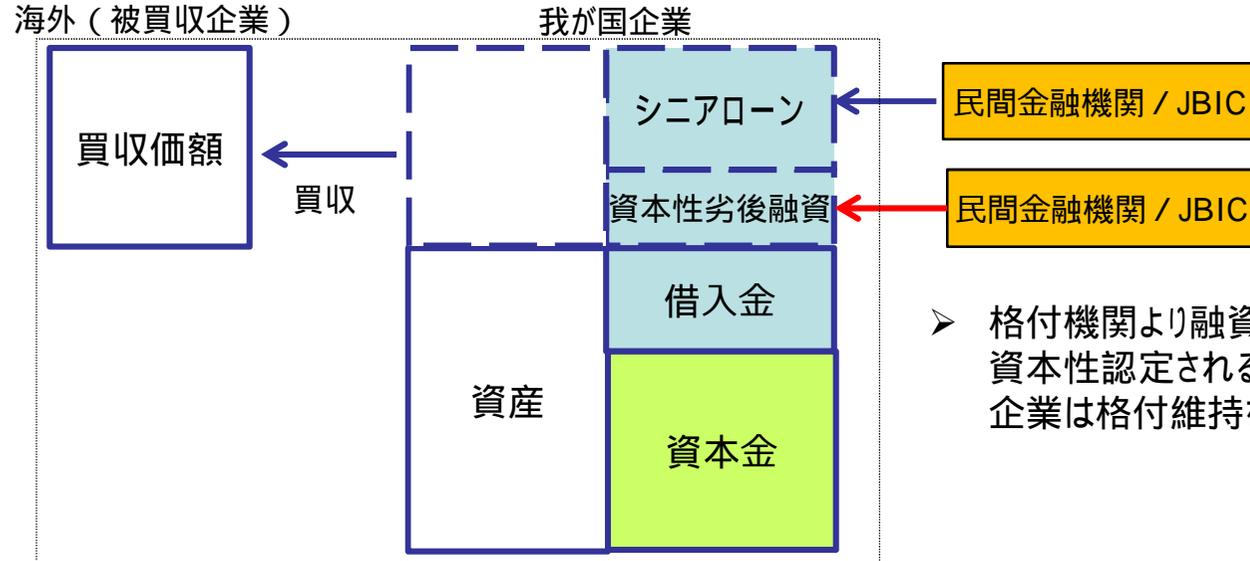 海外(被買収企業)
我が国企業
買収価額
買収
シニアローン
資本性劣後融資
民間金融機関/JBIC
民間金融機関/JBIC
借入金
資産
資本金
➢ 格付機関より融資
資本性認定される
企業は格付維持